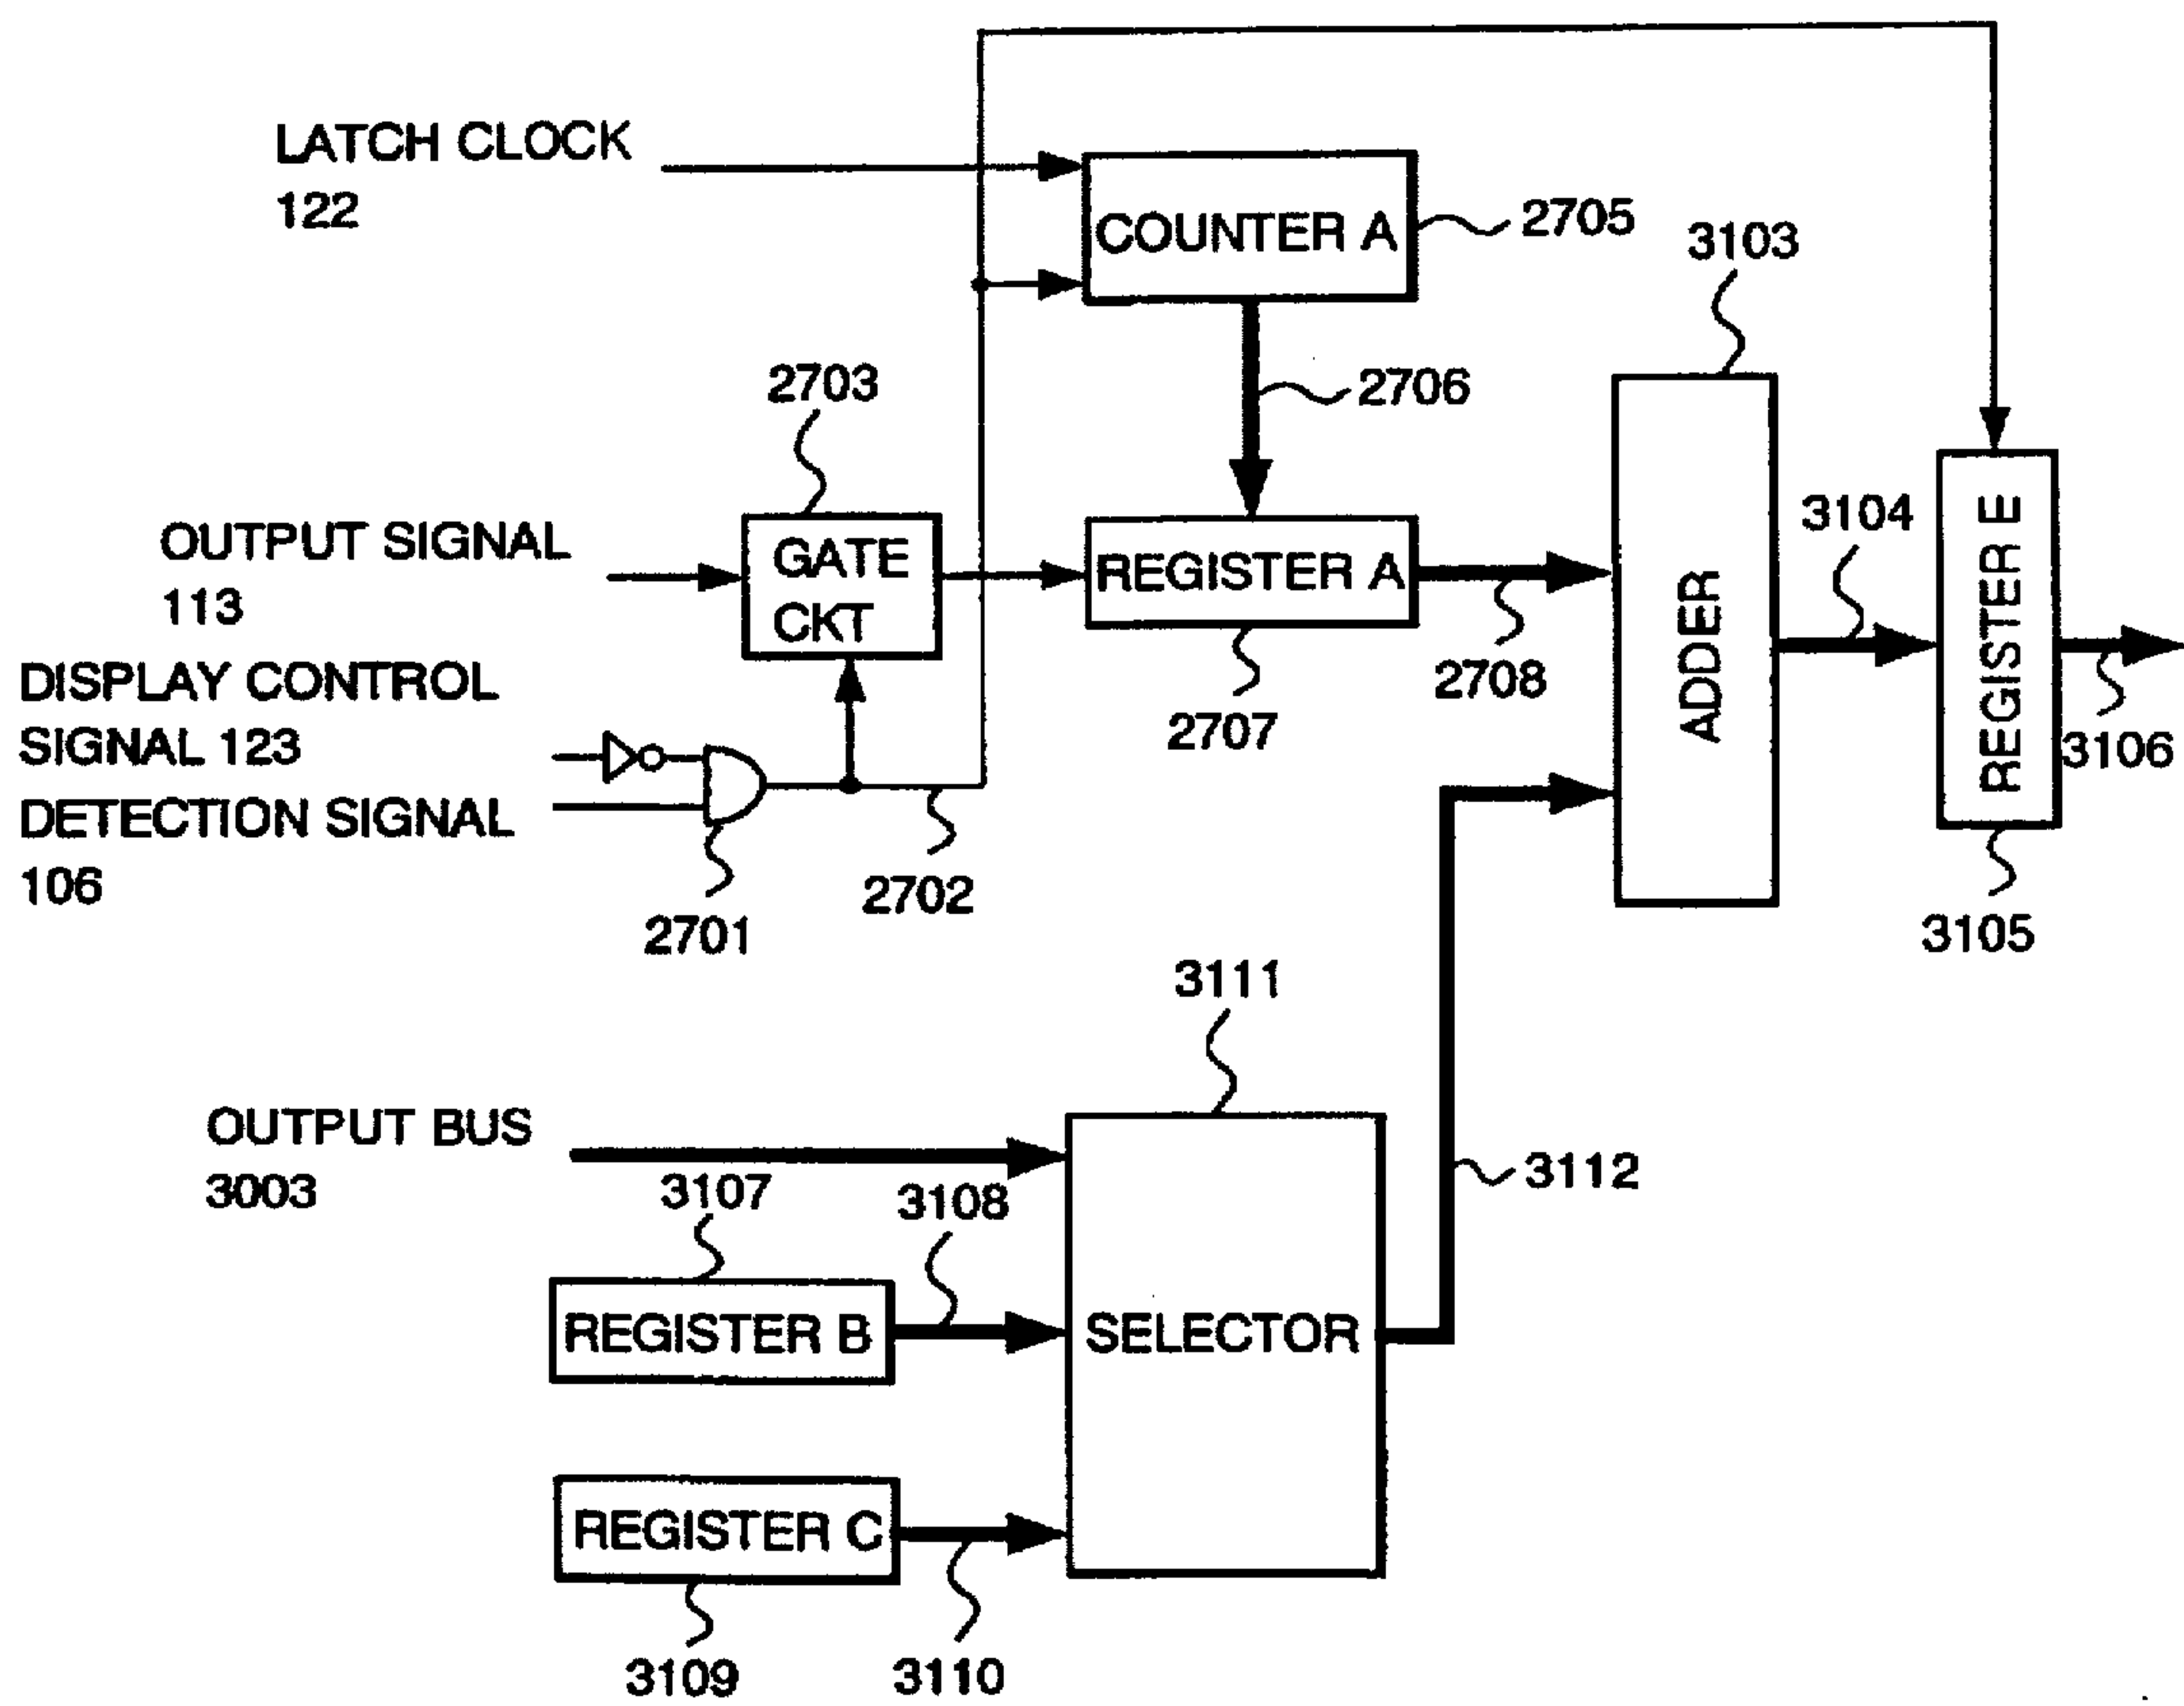 LATCH CLOCK
122
COUNTER A
2705
3103
2706
2703
OUTPUT SIGNAL
113
GATE
CKT
REGISTER A
2708
2707
ADDER
3104
REGISTER E
3106
3105
DISPLAY CONTROL
SIGNAL 123
DETECTION SIGNAL
106
2701
2702
3111
OUTPUT BUS
3003
3107
3108
3112
REGISTER B
SELECTOR
REGISTER C
3109
3110